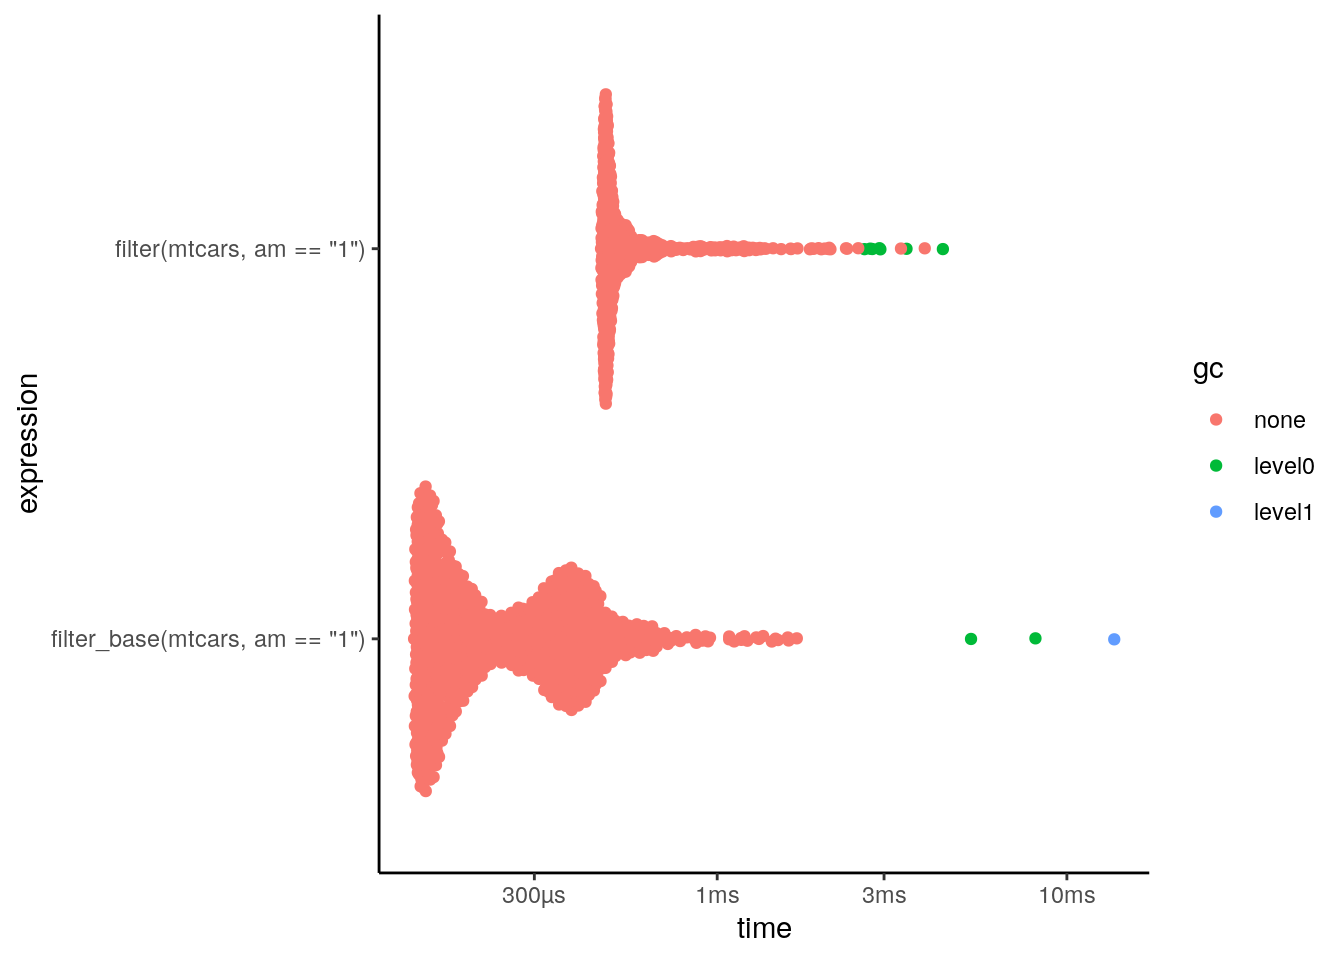 filter(mtcars, am == "1")
filter_base(mtcars, am == "1")
expression
300µs
1ms
3ms
10ms
time
gc
none
level0
level1